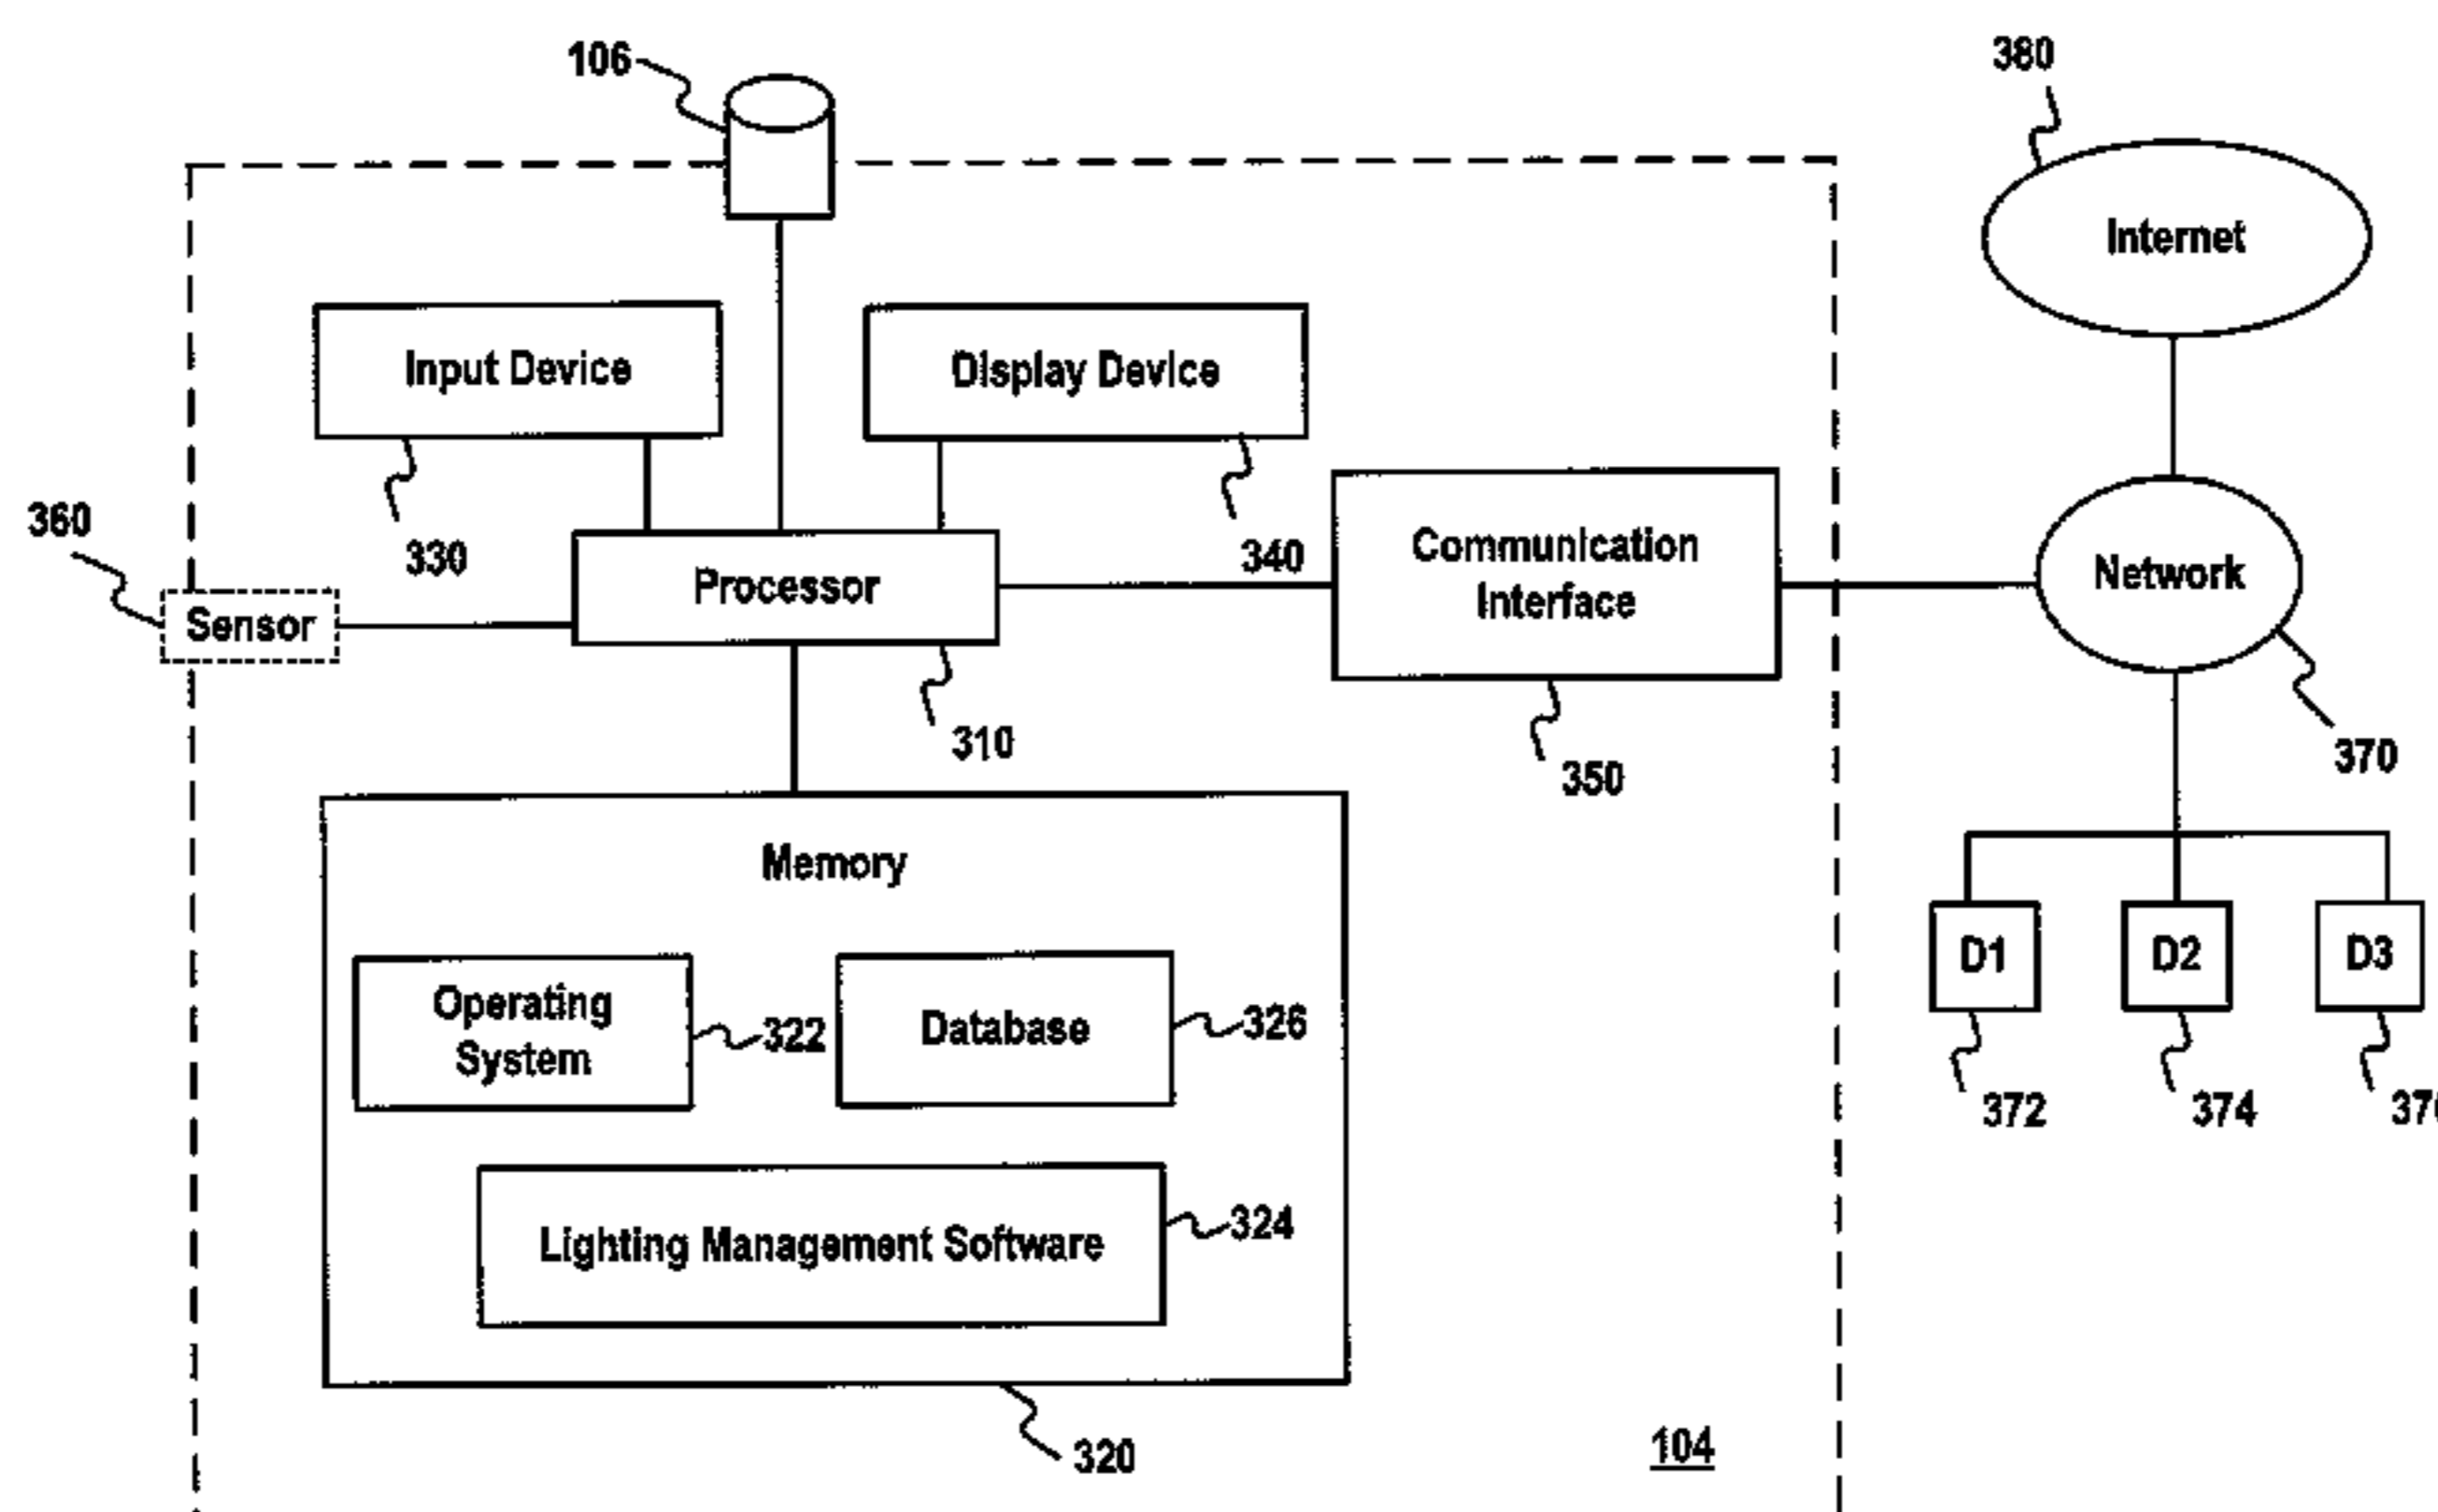 106
380
Internet
Input Device
Display Device
360
330
340
Communication
Interface
Network
Processor
Sensor
310
350
370
Memory
D1
D2
D3
Operating
System
322
Database
326
372
374
Lighting Management Software
324
104
320